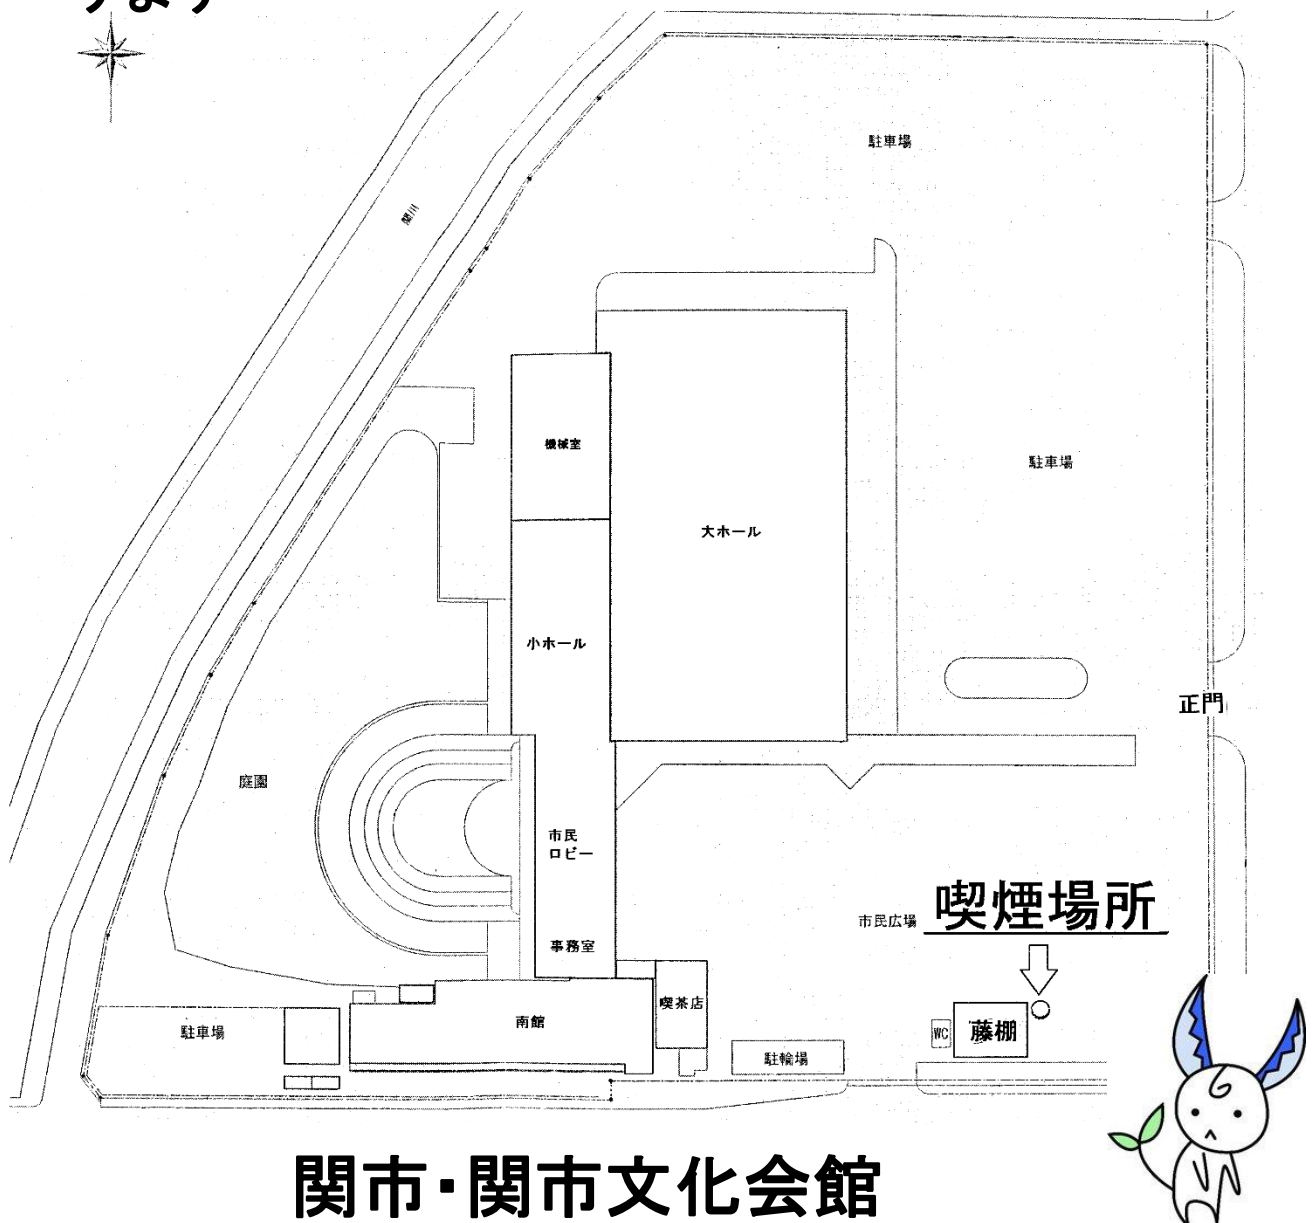 駐車場
関川
機械室
駐車場
大ホール
小ホール
正門
庭園
市民
ロビー
喫煙場所
市民広場
事務室
喫茶店
南館
駐車場
WC
藤棚
駐輪場
関市・関市文化会館